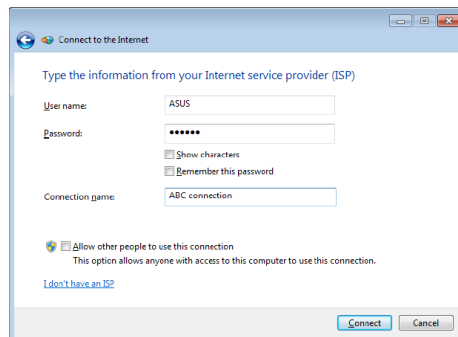 Connect to the Internet
Type the information from your Internet service provider (ISP)
User name: ASUS
Password: ••••••
Show characters
Remember this password
Connection name: ABC connection
Allow other people to use this connection
This option allows anyone with access to this computer to use this connection.
I don't have an ISP
Connect Cancel